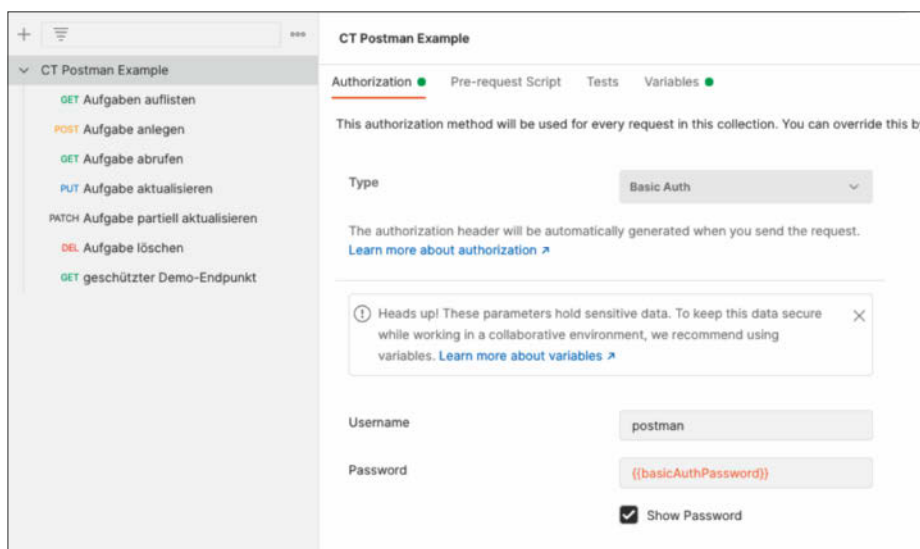 CT Postman Example
GET Aufgaben auflisten
POST Aufgabe anlegen
GET Aufgabe abrufen
PUT Aufgabe aktualisieren
PATCH Aufgabe partiell aktualisieren
DEL Aufgabe löschen
GET geschützter Demo-Endpunkt
CT Postman Example
Authorization Pre-request Script Tests Variables
This authorization method will be used for every request in this collection. You can override this b
Type Basic Auth
The authorization header will be automatically generated when you send the request.
Learn more about authorization ↗
Heads up! These parameters hold sensitive data. To keep this data secure
while working in a collaborative environment, we recommend using
variables. Learn more about variables ↗
Username postman
Password {{basicAuthPassword}}
Show Password